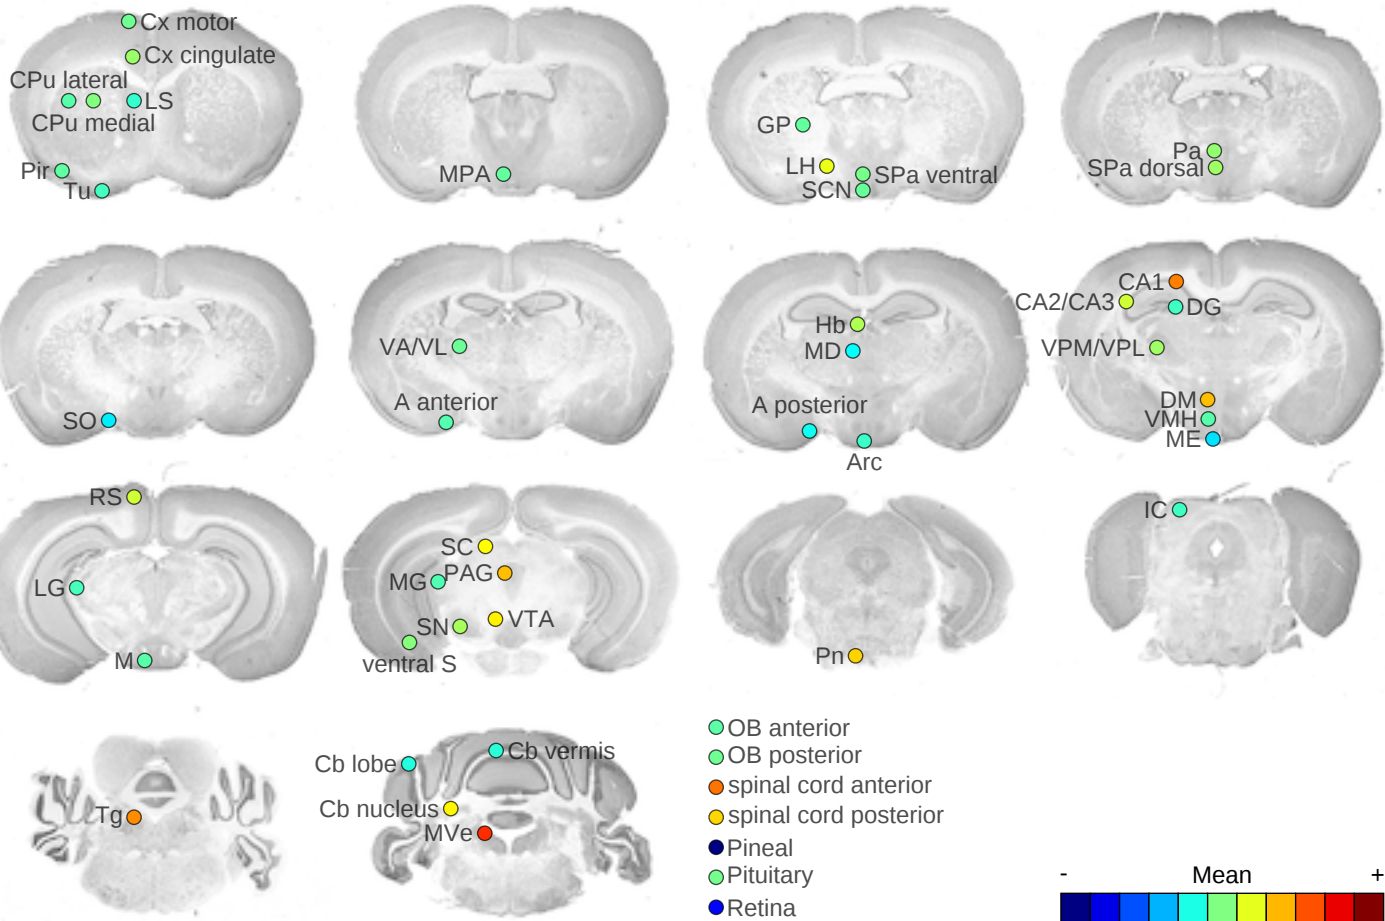 Cx motor
Cx cingulate
CPu lateral
LS
CPu medial
Pir
Tu
MPA
GP
LH
SPa ventral
SCN
Pa
SPa dorsal
SO
VA/VL
A anterior
Hb
MD
A posterior
Arc
CA1
CA2/CA3
DG
VPM/VPL
DM
VMH
ME
RS
LG
M
SC
PAG
MG
VTA
SN
ventral S
Pn
IC
Tg
Cb lobe
Cb vermis
Cb nucleus
MVe
OB anterior
OB posterior
spinal cord anterior
spinal cord posterior
Pineal
Pituitary
Retina
- Mean +